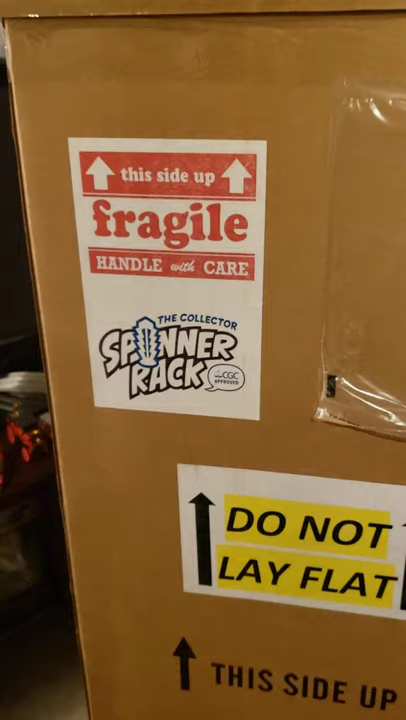 this side up
fragile
HANDLE with CARE
THE COLLECTOR
SPINNER
RACK
CGC
APPROVED
DO NOT
LAY FLAT
THIS SIDE UP